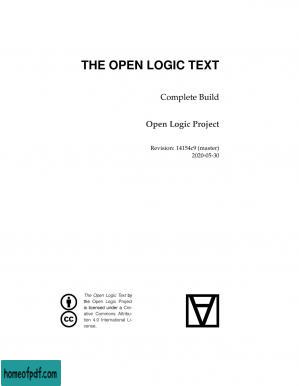 THE OPEN LOGIC TEXT
Complete Build
Open Logic Project
Revision: 14154c9 (master)
2020-05-30
The Open Logic Text by
the Open Logic Project
is licensed under a Cre-
ative Commons Attribu-
tion 4.0 International Li-
cense.
homeofpdf.com